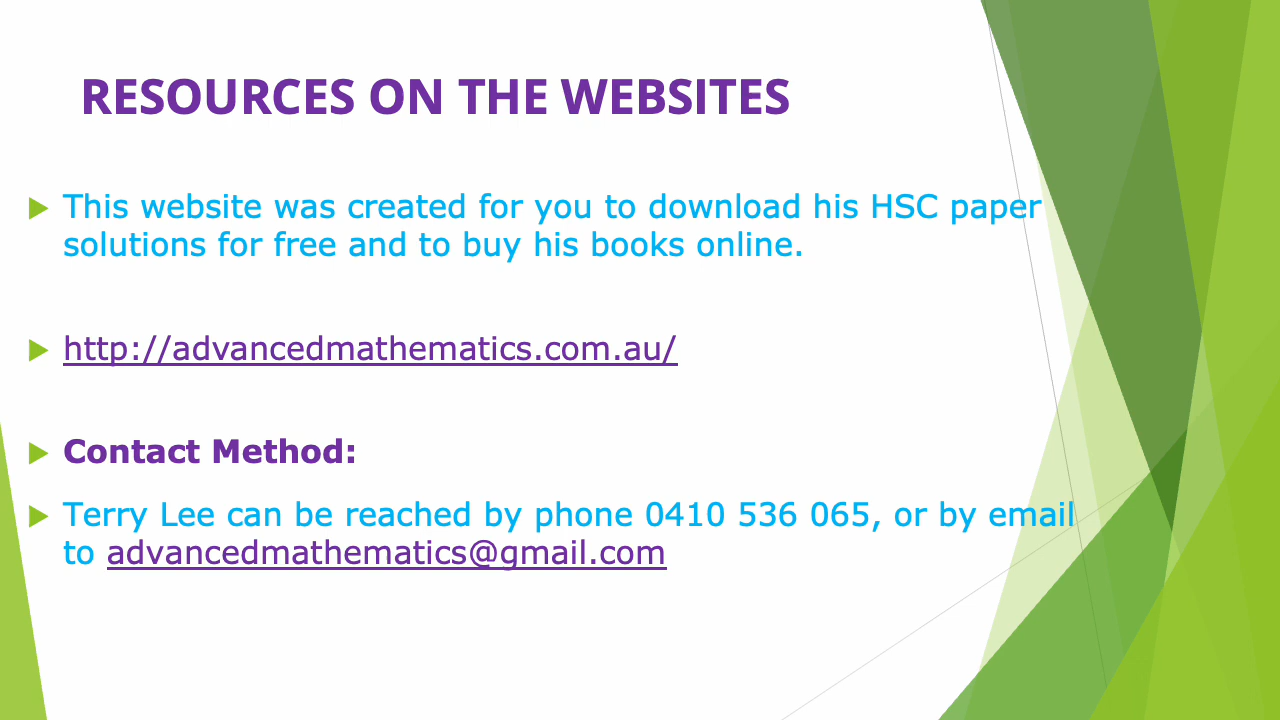 RESOURCES ON THE WEBSITES
This website was created for you to download his HSC paper
solutions for free and to buy his books online.
http://advancedmathematics.com.au/
Contact Method:
Terry Lee can be reached by phone 0410 536 065, or by email
to advancedmathematics@gmail.com